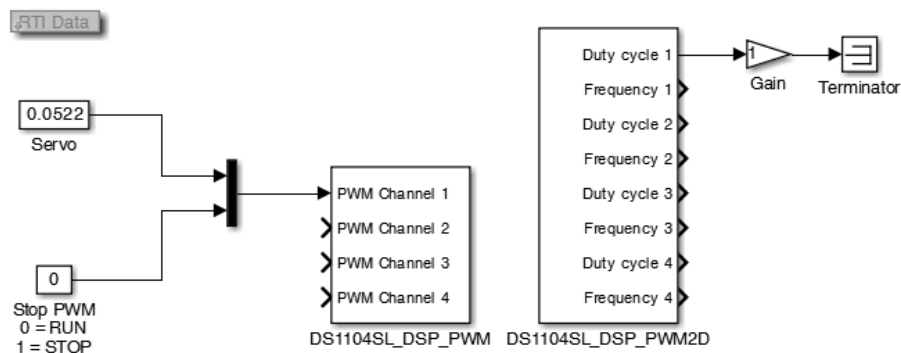 RTI Data
0.0522
Servo
0
Stop PWM
0 = RUN
1 = STOP
PWM Channel 1
PWM Channel 2
PWM Channel 3
PWM Channel 4
DS1104SL_DSP_PWM
Duty cycle 1
Frequency 1
Duty cycle 2
Frequency 2
Duty cycle 3
Frequency 3
Duty cycle 4
Frequency 4
DS1104SL_DSP_PWM2D
1
Gain
Terminator